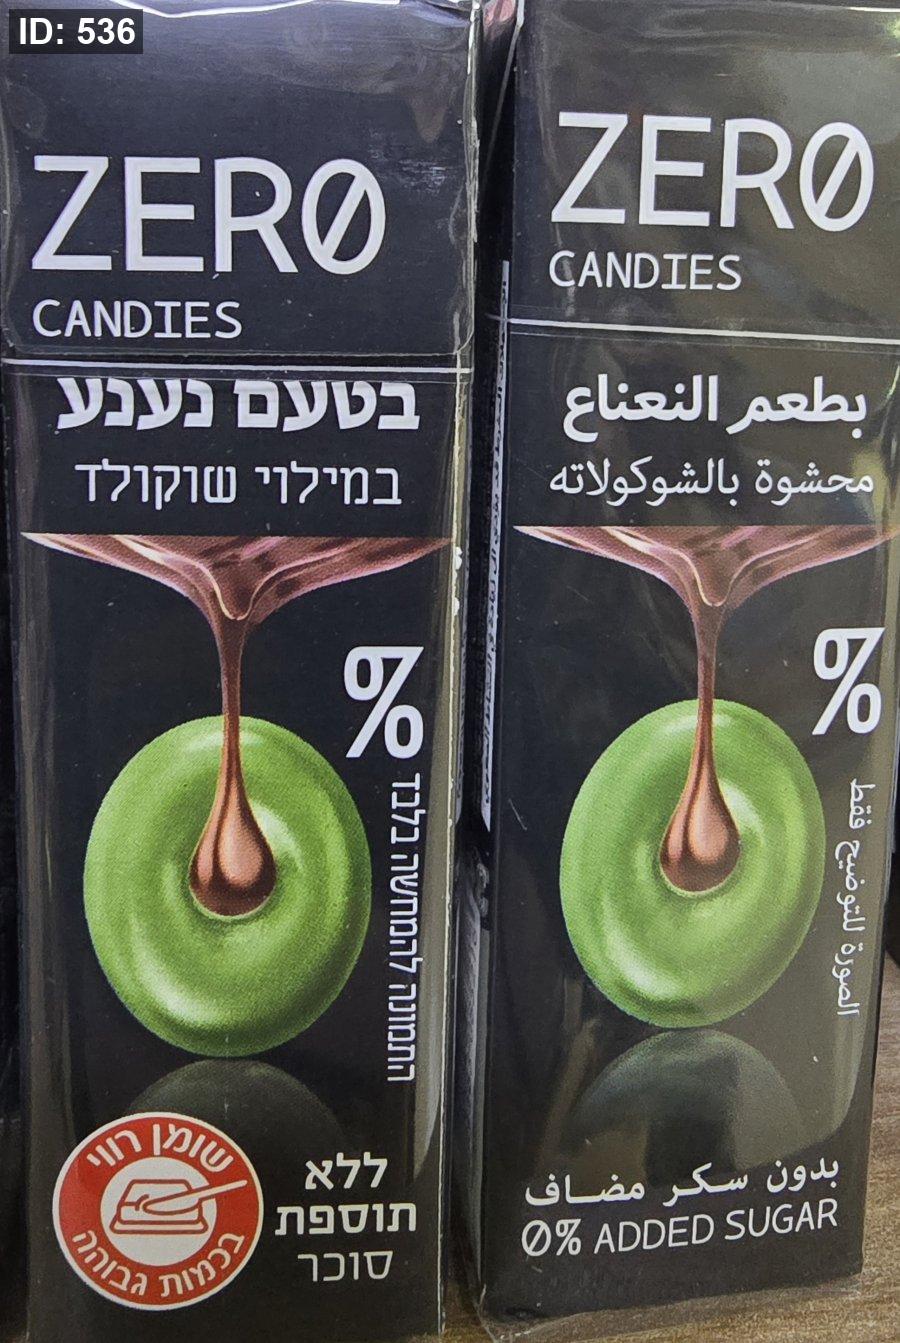 ID: 536
ZERO
CANDIES
בטעם נענע
במילוי שוקולד
%
התמונה להמחשה בלבד
שומן רווי
בכמות גבוהה
ללא
תוספת
סוכר
ZERO
CANDIES
بطعم النعناع
محشوة بالشوكولاته
%
الصورة للتوضيح فقط
بدون سكر مضاف
0% ADDED SUGAR